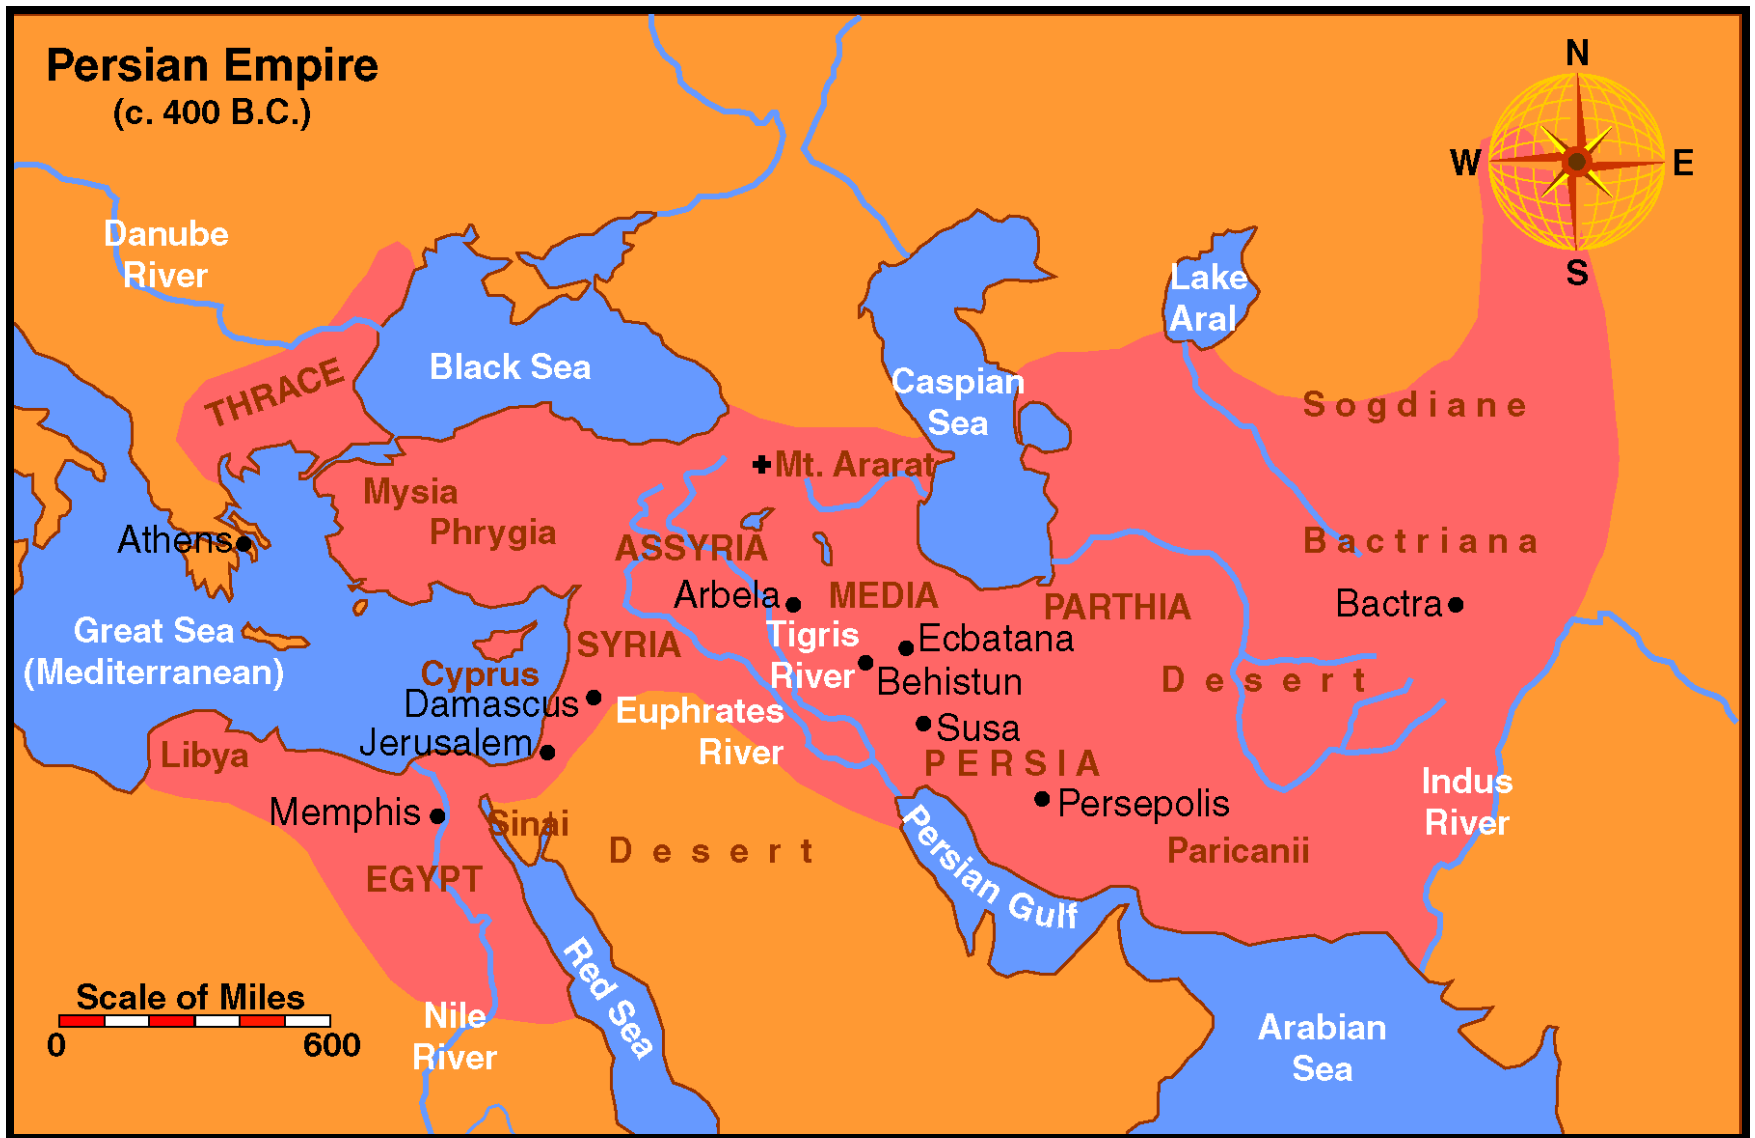 Persian Empire
(c. 400 B.C.)
N
W
E
S
Danube
River
Lake
Aral
THRACE
Black Sea
Caspian
Sea
Sogdiane
Mt. Ararat
Mysia
Phrygia
Athens
ASSYRIA
Bactriana
Arbela
MEDIA
PARTHIA
Bactra
Great Sea
(Mediterranean)
Tigris
River
Ecbatana
SYRIA
Cyprus
Behistun
Desert
Damascus
Euphrates
River
Susa
Jerusalem
Libya
PERSIA
Indus
River
Persepolis
Memphis
Sinai
Desert
Paricanii
Persian Gulf
EGYPT
Red Sea
Scale of Miles
0
600
Nile
River
Arabian
Sea